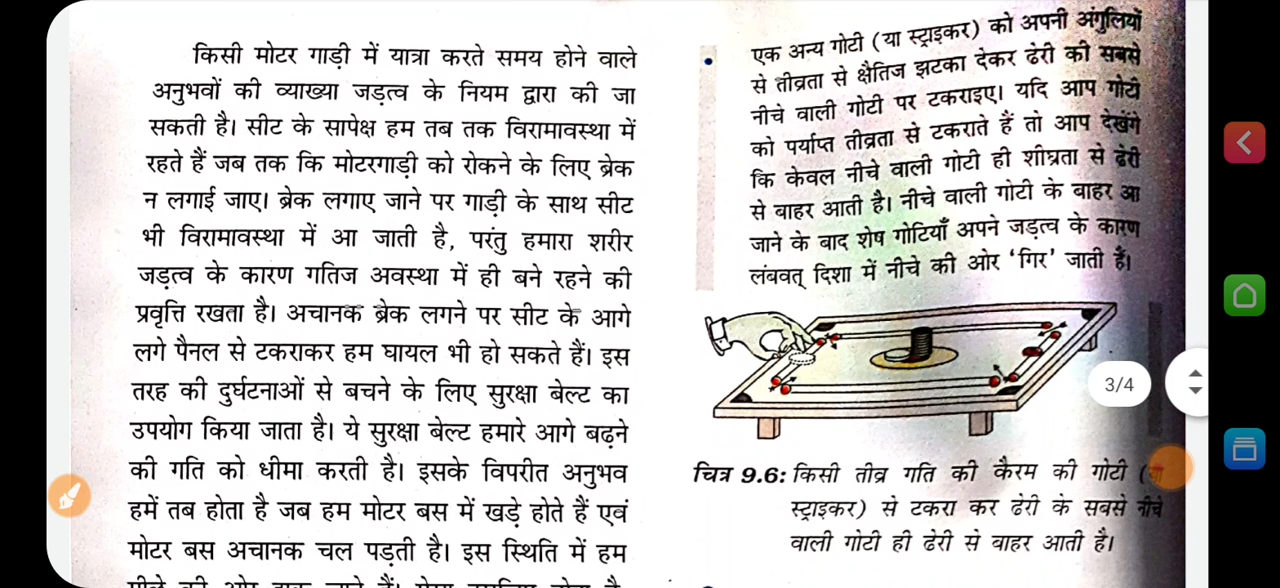 किसी मोटर गाड़ी में यात्रा करते समय होने वाले
अनुभवों की व्याख्या जड़त्व के नियम द्वारा की जा
सकती है। सीट के सापेक्ष हम तब तक विरामावस्था में
रहते हैं जब तक कि मोटरगाड़ी को रोकने के लिए ब्रेक
न लगाई जाए। ब्रेक लगाए जाने पर गाड़ी के साथ सीट
भी विरामावस्था में आ जाती है, परंतु हमारा शरीर
जड़त्व के कारण गतिज अवस्था में ही बने रहने की
प्रवृत्ति रखता है। अचानक ब्रेक लगने पर सीट के आगे
लगे पैनल से टकराकर हम घायल भी हो सकते हैं। इस
तरह की दुर्घटनाओं से बचने के लिए सुरक्षा बेल्ट का
उपयोग किया जाता है। ये सुरक्षा बेल्ट हमारे आगे बढ़ने
की गति को धीमा करती है। इसके विपरीत अनुभव
हमें तब होता है जब हम मोटर बस में खड़े होते हैं एवं
मोटर बस अचानक चल पड़ती है। इस स्थिति में हम
एक अन्य गोटी (या स्ट्राइकर) को अपनी अंगुलियों
से तीव्रता से क्षैतिज झटका देकर ढेरी की सबसे
नीचे वाली गोटी पर टकराइए। यदि आप गोटी
को पर्याप्त तीव्रता से टकराते हैं तो आप देखेंगे
कि केवल नीचे वाली गोटी ही शीघ्रता से ढेरी
से बाहर आती है। नीचे वाली गोटी के बाहर आ
जाने के बाद शेष गोटियाँ अपने जड़त्व के कारण
लंबवत् दिशा में नीचे की ओर ‘गिर’ जाती हैं।
3/4
चित्र 9.6: किसी तीव्र गति की कैरम की गोटी (या
स्ट्राइकर) से टकरा कर ढेरी के सबसे नीचे
वाली गोटी ही ढेरी से बाहर आती है।